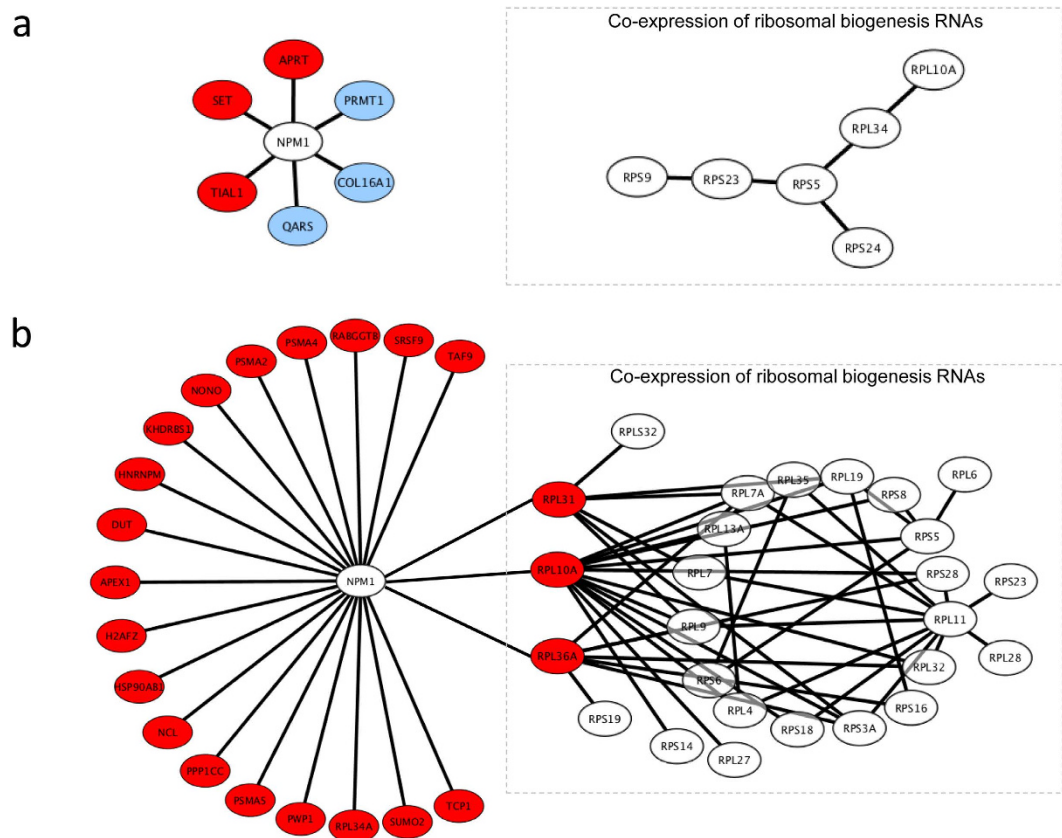 a
Co-expression of ribosomal biogenesis RNAs
APRT
SET
PRMT1
NPM1
TIAL1
COL16A1
QARS
RPL10A
RPL34
RPS9
RPS23
RPS5
RPS24
b
Co-expression of ribosomal biogenesis RNAs
RABGGTB
PSMA4
SRSF9
PSMA2
TAF9
NONO
KHDRBS1
HNRNPM
DUT
APEX1
NPM1
H2AFZ
HSP90AB1
NCL
PPP1CC
PSMA5
PWP1
RPL34A
SUMO2
TCP1
RPLS32
RPL31
RPL10A
RPL36A
RPL7A
RPL35
RPL19
RPS8
RPL6
RPL13A
RPS5
RPL7
RPS28
RPS23
RPL9
RPL11
RPS6
RPL32
RPL28
RPL4
RPS16
RPS19
RPS18
RPS3A
RPS14
RPL27